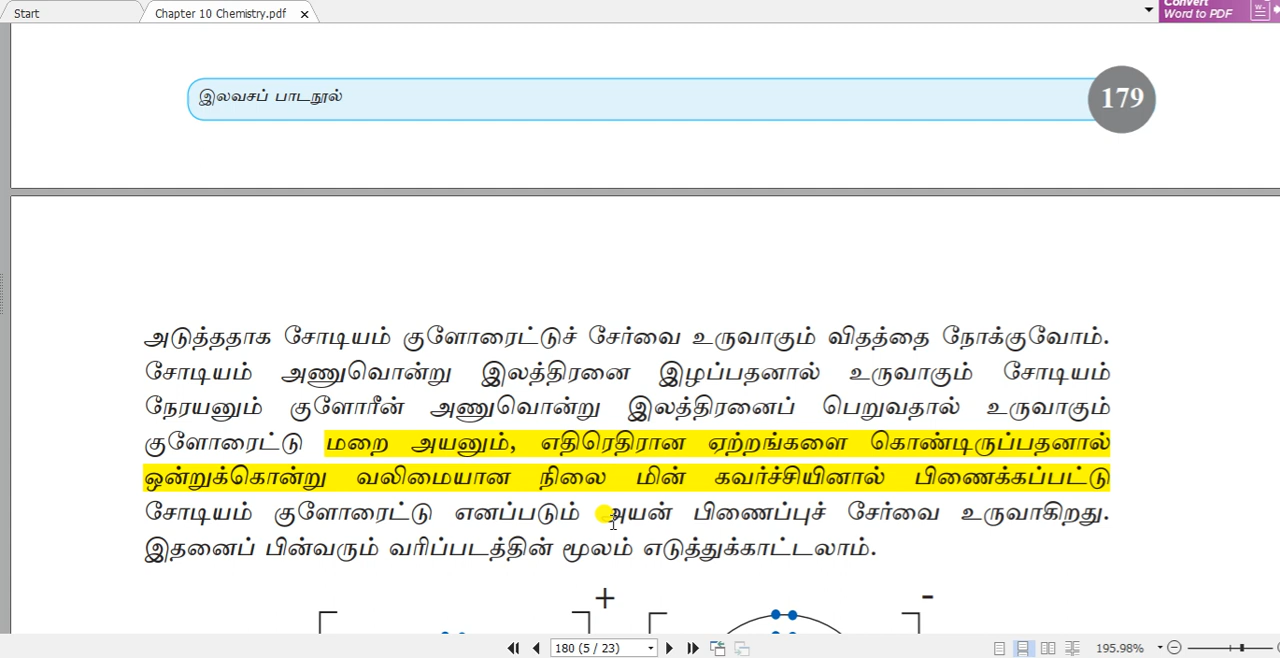 Start
Chapter 10 Chemistry.pdf
Convert
Word to PDF
இலவசப் பாடநூல்
179
அடுத்ததாக சோடியம் குளோரைட்டுச் சேர்வை உருவாகும் விதத்தை நோக்குவோம்.
சோடியம் அணுவொன்று இலத்திரனை இழப்பதனால் உருவாகும் சோடியம்
நேரயனும் குளோரீன் அணுவொன்று இலத்திரனைப் பெறுவதால் உருவாகும்
குளோரைட்டு மறை அயனும், எதிரெதிரான ஏற்றங்களை கொண்டிருப்பதனால்
ஒன்றுக்கொன்று வலிமையான நிலை மின் கவர்ச்சியினால் பிணைக்கப்பட்டு
சோடியம் குளோரைட்டு எனப்படும் அயன் பிணைப்புச் சேர்வை உருவாகிறது.
இதனைப் பின்வரும் வரிப்படத்தின் மூலம் எடுத்துக்காட்டலாம்.
+ -
180 (5 / 23)
195.98%